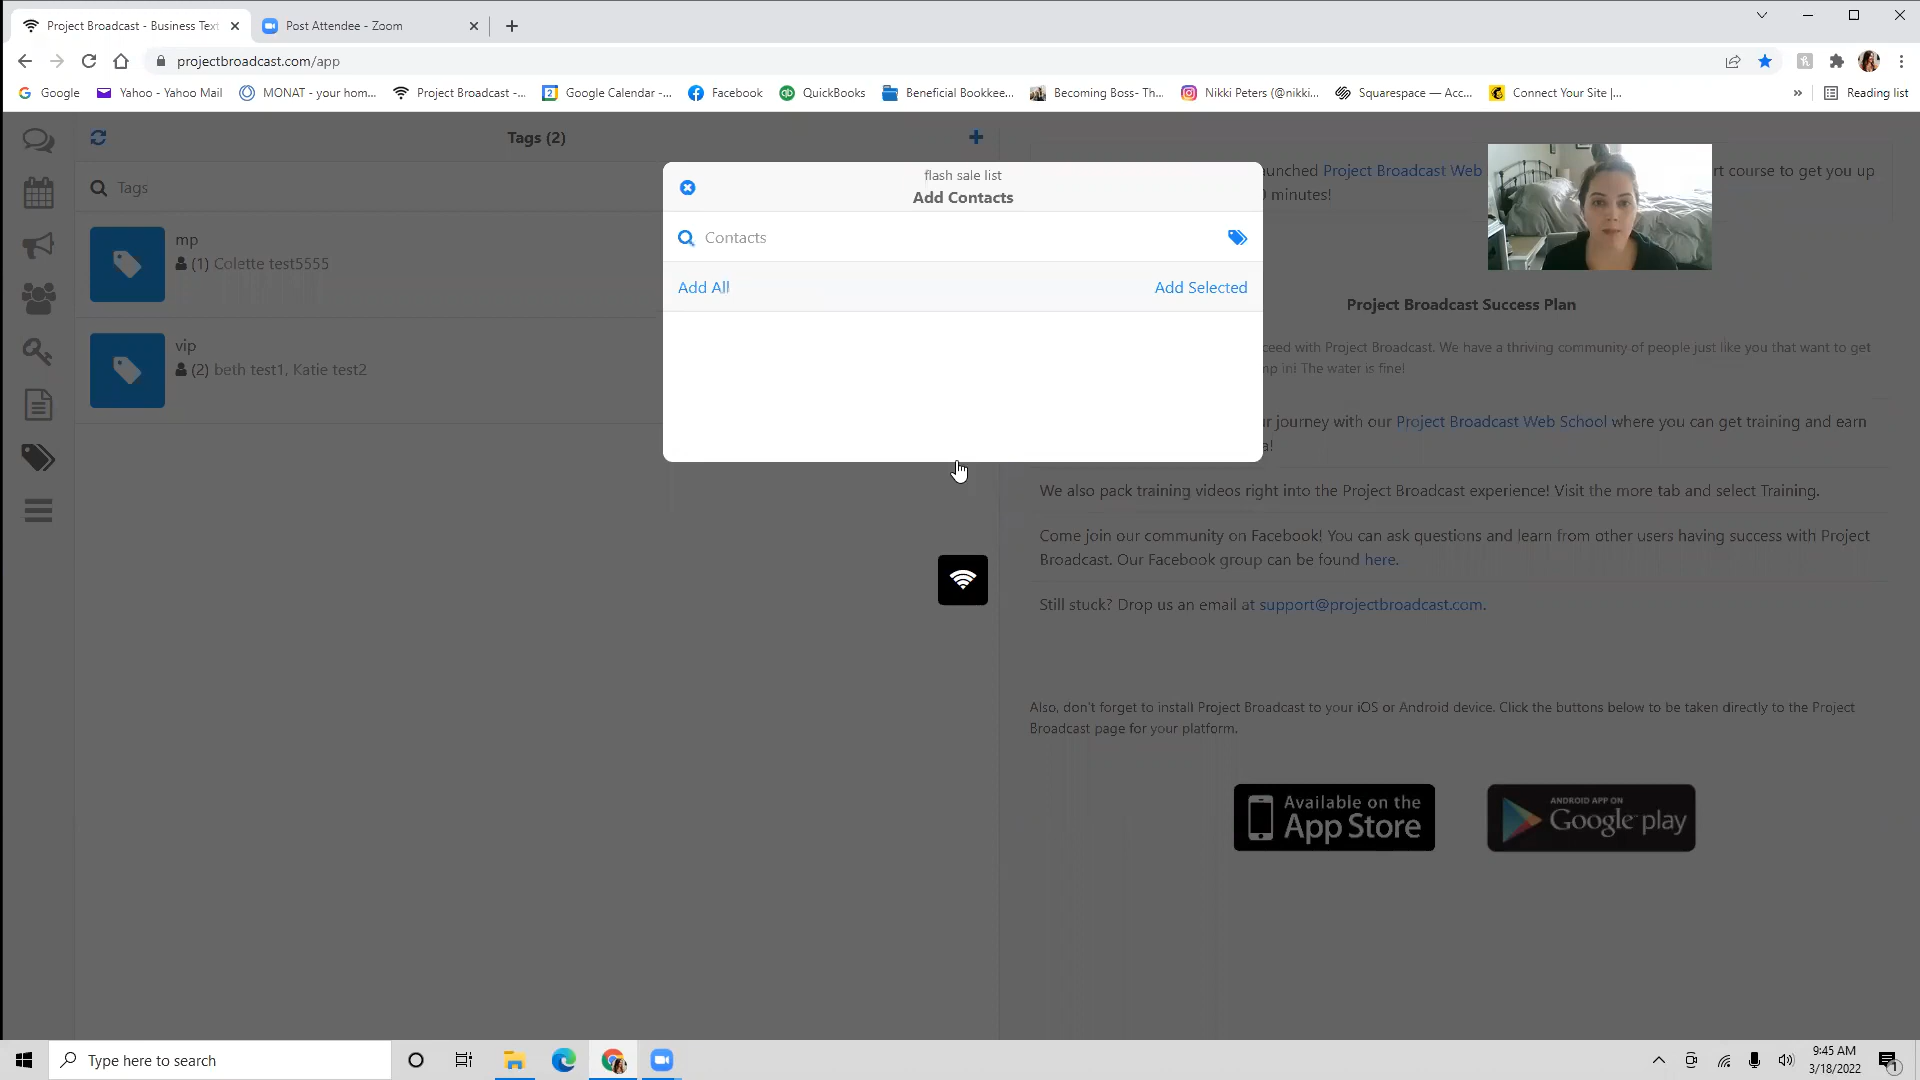 Project Broadcast - Business Text
Post Attendee - Zoom
projectbroadcast.com/app
Google
Yahoo - Yahoo Mail
MONAT - your hom...
Project Broadcast -...
Google Calendar -...
Facebook
QuickBooks
Beneficial Bookkee...
Becoming Boss- Th...
Nikki Peters (@nikki...
Squarespace — Acc...
Connect Your Site |...
»
Reading list
Tags (2)
Tags
mp
(1) Colette test5555
vip
(2) beth test1, Katie test2
flash sale list
Add Contacts
Contacts
Add All
Add Selected
aunched Project Broadcast Web
rt course to get you up
minutes!
Project Broadcast Success Plan
ceed with Project Broadcast. We have a thriving community of people just like you that want to get
mp in! The water is fine!
r journey with our Project Broadcast Web School where you can get training and earn
a!
We also pack training videos right into the Project Broadcast experience! Visit the more tab and select Training.
Come join our community on Facebook! You can ask questions and learn from other users having success with Project
Broadcast. Our Facebook group can be found here.
Still stuck? Drop us an email at support@projectbroadcast.com.
Also, don't forget to install Project Broadcast to your iOS or Android device. Click the buttons below to be taken directly to the Project
Broadcast page for your platform.
Available on the
App Store
ANDROID APP ON
Google play
Type here to search
9:45 AM
3/18/2022
1